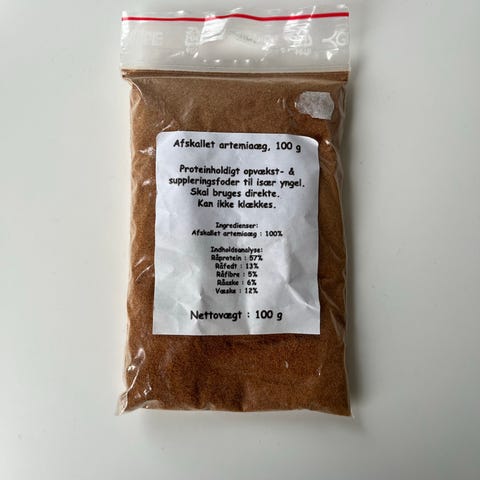 Afskallet artemiaæg, 100 g
Proteinholdigt opvækst- &
suppleringsfoder til især yngel.
Skal bruges direkte.
Kan ikke klækkes.
Ingredienser:
Afskallet artemiaæg : 100%
Indholdsanalyse:
Råprotein : 57%
Råfedt : 13%
Råfibre : 5%
Råaske : 6%
Væske : 12%
Nettovægt : 100 g